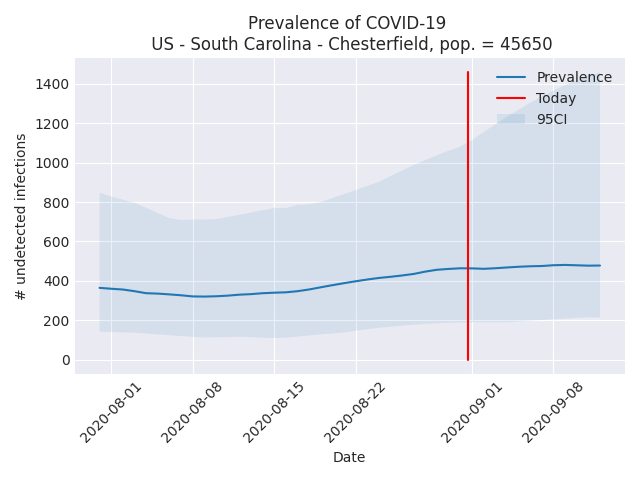 Prevalence of COVID-19
US - South Carolina - Chesterfield, pop. = 45650
Prevalence
Today
95CI
1400
1200
1000
800
600
400
200
0
# undetected infections
2020-08-01
2020-08-08
2020-08-15
2020-08-22
2020-09-01
2020-09-08
Date